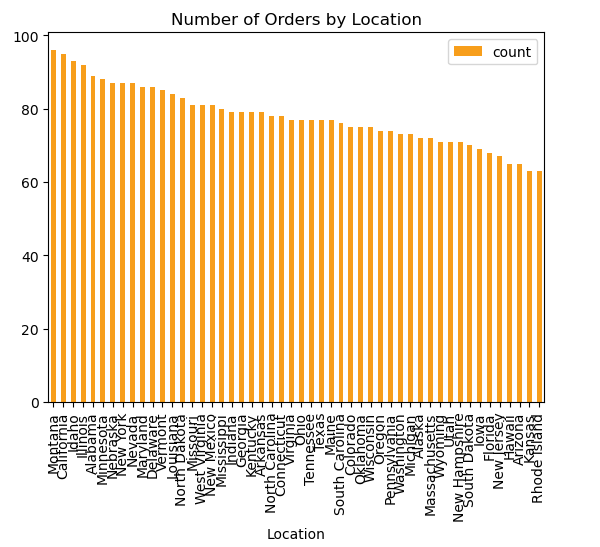 Number of Orders by Location
count
100
80
60
40
20
0
Montana
California
Idaho
Illinois
Alabama
Minnesota
Nebraska
New York
Nevada
Maryland
Delaware
Vermont
Louisiana
North Dakota
Missouri
West Virginia
New Mexico
Mississippi
Indiana
Georgia
Kentucky
Arkansas
North Carolina
Connecticut
Virginia
Ohio
Tennessee
Texas
Maine
South Carolina
Colorado
Oklahoma
Wisconsin
Oregon
Pennsylvania
Washington
Michigan
Alaska
Massachusetts
Wyoming
Utah
New Hampshire
South Dakota
Iowa
Florida
New Jersey
Hawaii
Arizona
Kansas
Rhode Island
Location